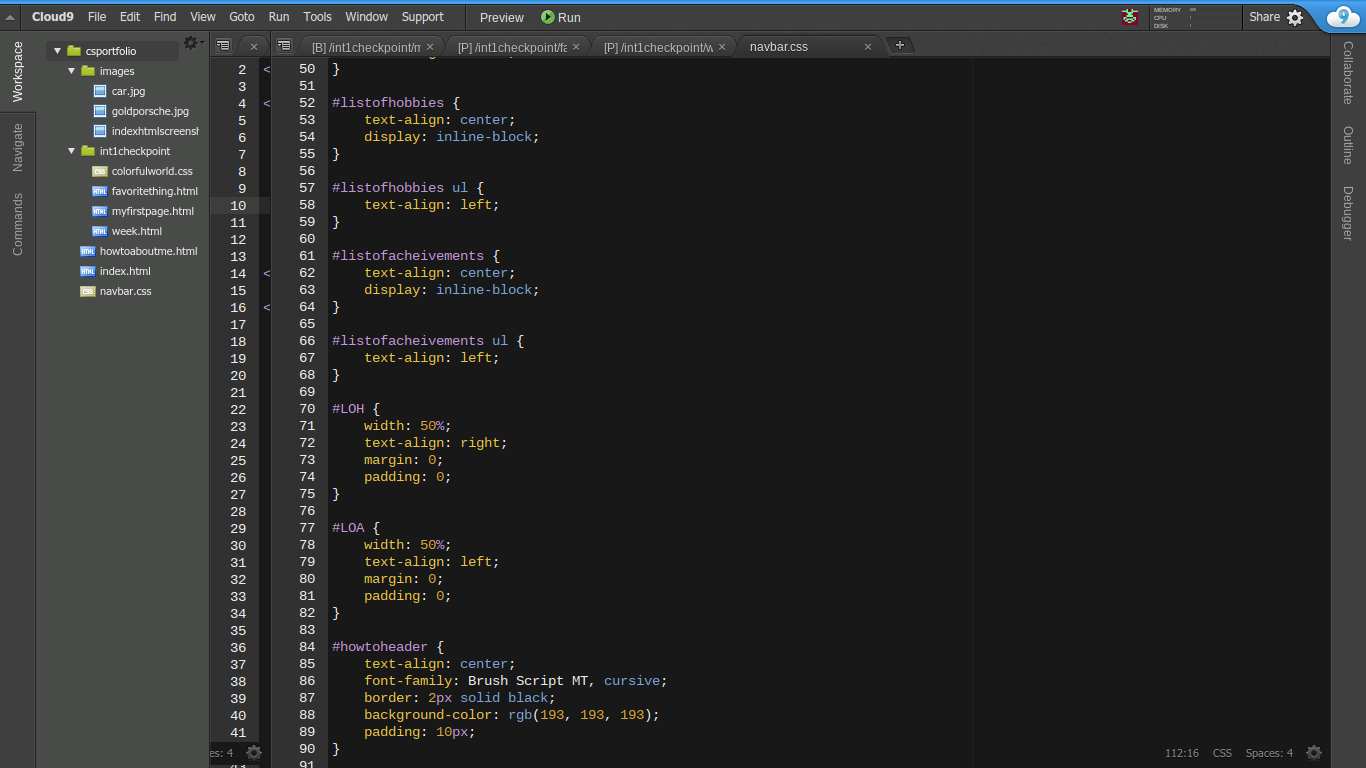 Cloud9 File Edit Find View Goto Run Tools Window Support Preview Run MEMORY CPU DISK Share 9
Workspace
Navigate
Commands
csportfolio
images
car.jpg
goldporsche.jpg
indexhtmlscreensh
int1checkpoint
colorfulworld.css
favoritething.html
myfirstpage.html
week.html
howtoaboutme.html
index.html
navbar.css
[B] /int1checkpoint/m [P] /int1checkpoint/fa [P] /int1checkpoint/w navbar.css
2 <
3
4 <
5
6
7
8
9
10
11
12
13
14 <
15
16 <
17
18
19
20
21
22
23
24
25
26
27
28
29
30
31
32
33
34
35
36
37
38
39
40
41
es: 4
50 }
51
52 #listofhobbies {
53 text-align: center;
54 display: inline-block;
55 }
56
57 #listofhobbies ul {
58 text-align: left;
59 }
60
61 #listofacheivements {
62 text-align: center;
63 display: inline-block;
64 }
65
66 #listofacheivements ul {
67 text-align: left;
68 }
69
70 #LOH {
71 width: 50%;
72 text-align: right;
73 margin: 0;
74 padding: 0;
75 }
76
77 #LOA {
78 width: 50%;
79 text-align: left;
80 margin: 0;
81 padding: 0;
82 }
83
84 #howtoheader {
85 text-align: center;
86 font-family: Brush Script MT, cursive;
87 border: 2px solid black;
88 background-color: rgb(193, 193, 193);
89 padding: 10px;
90 }
91
112:16 CSS Spaces: 4
Collaborate
Outline
Debugger